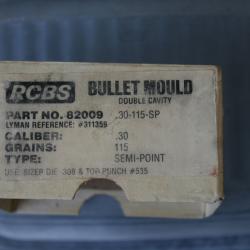 RCBS BULLET MOULD
DOUBLE CAVITY
PART NO. 82009 .30-115-SP
LYMAN REFERENCE: #311359
CALIBER: .30
GRAINS: 115
TYPE: SEMI-POINT
USE SIZER DIE .308 & TOP PUNCH #535